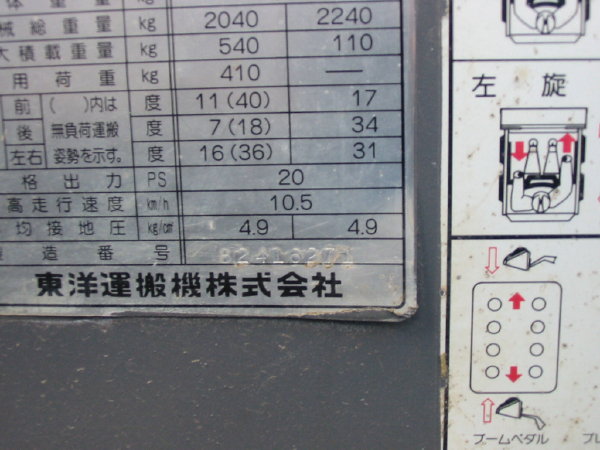 体重量 kg
械総重量 kg 2040 2240
大積載重量 kg 540 110
用荷重 kg 410 —
前 ( )内は 度 11(40) 17
後 無負荷運搬 度 7(18) 34
左右 姿勢を示す。 度 16(36) 31
格出力 PS 20
高走行速度 km/h 10.5
均接地圧 kg/cm² 4.9 4.9
造番号
東洋運搬機株式会社
左旋
ブームペダル